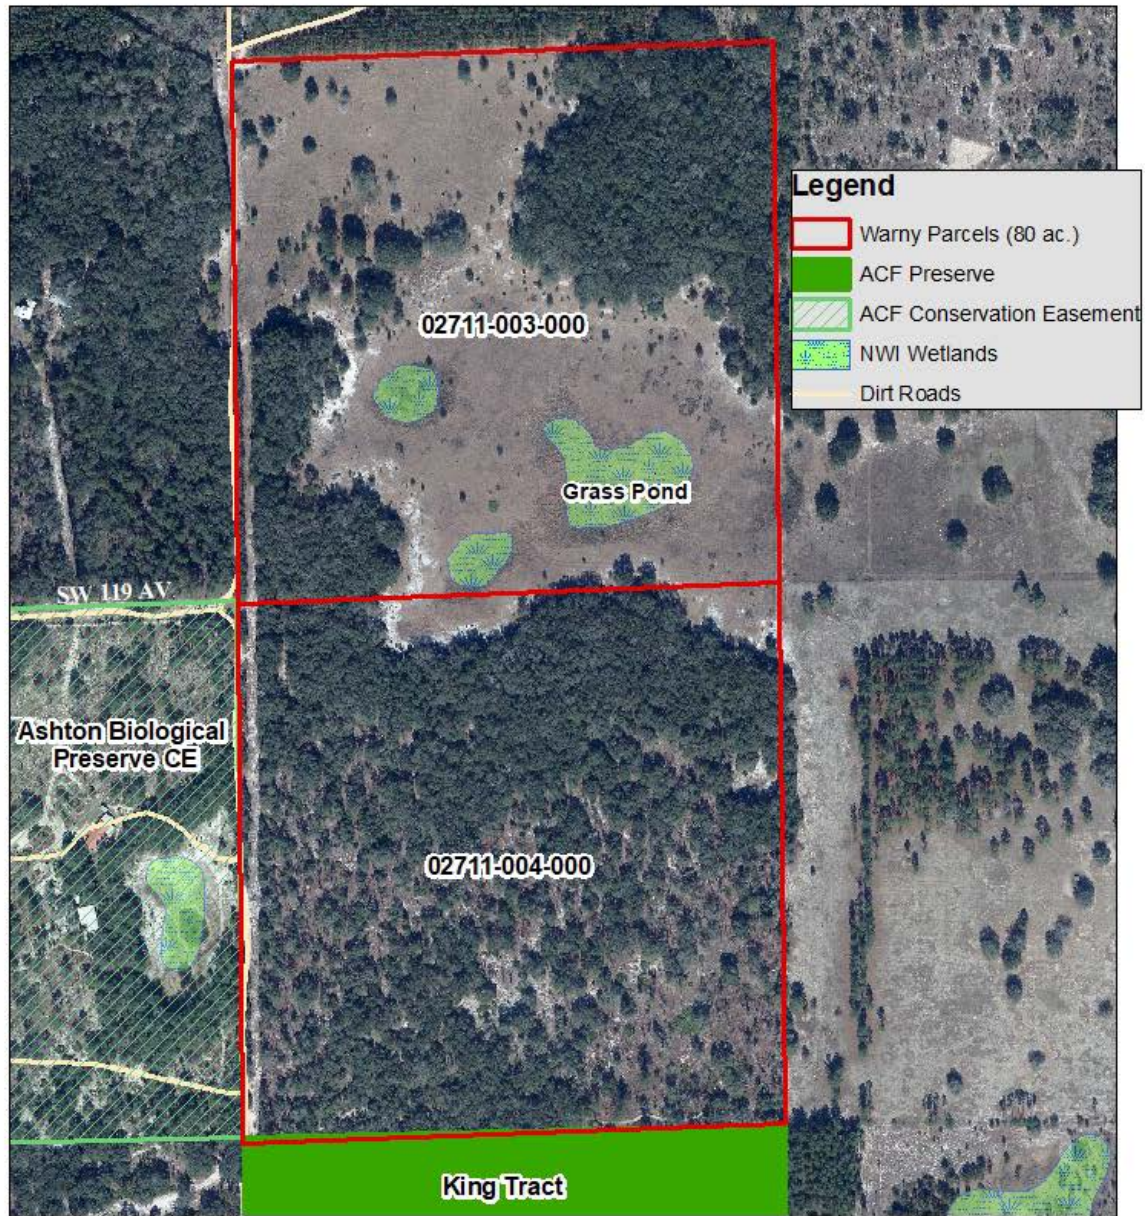 Legend
Warny Parcels (80 ac.)
ACF Preserve
ACF Conservation Easement
NWI Wetlands
Dirt Roads
02711-003-000
Grass Pond
SW 119 AV
Ashton Biological
Preserve CE
02711-004-000
King Tract